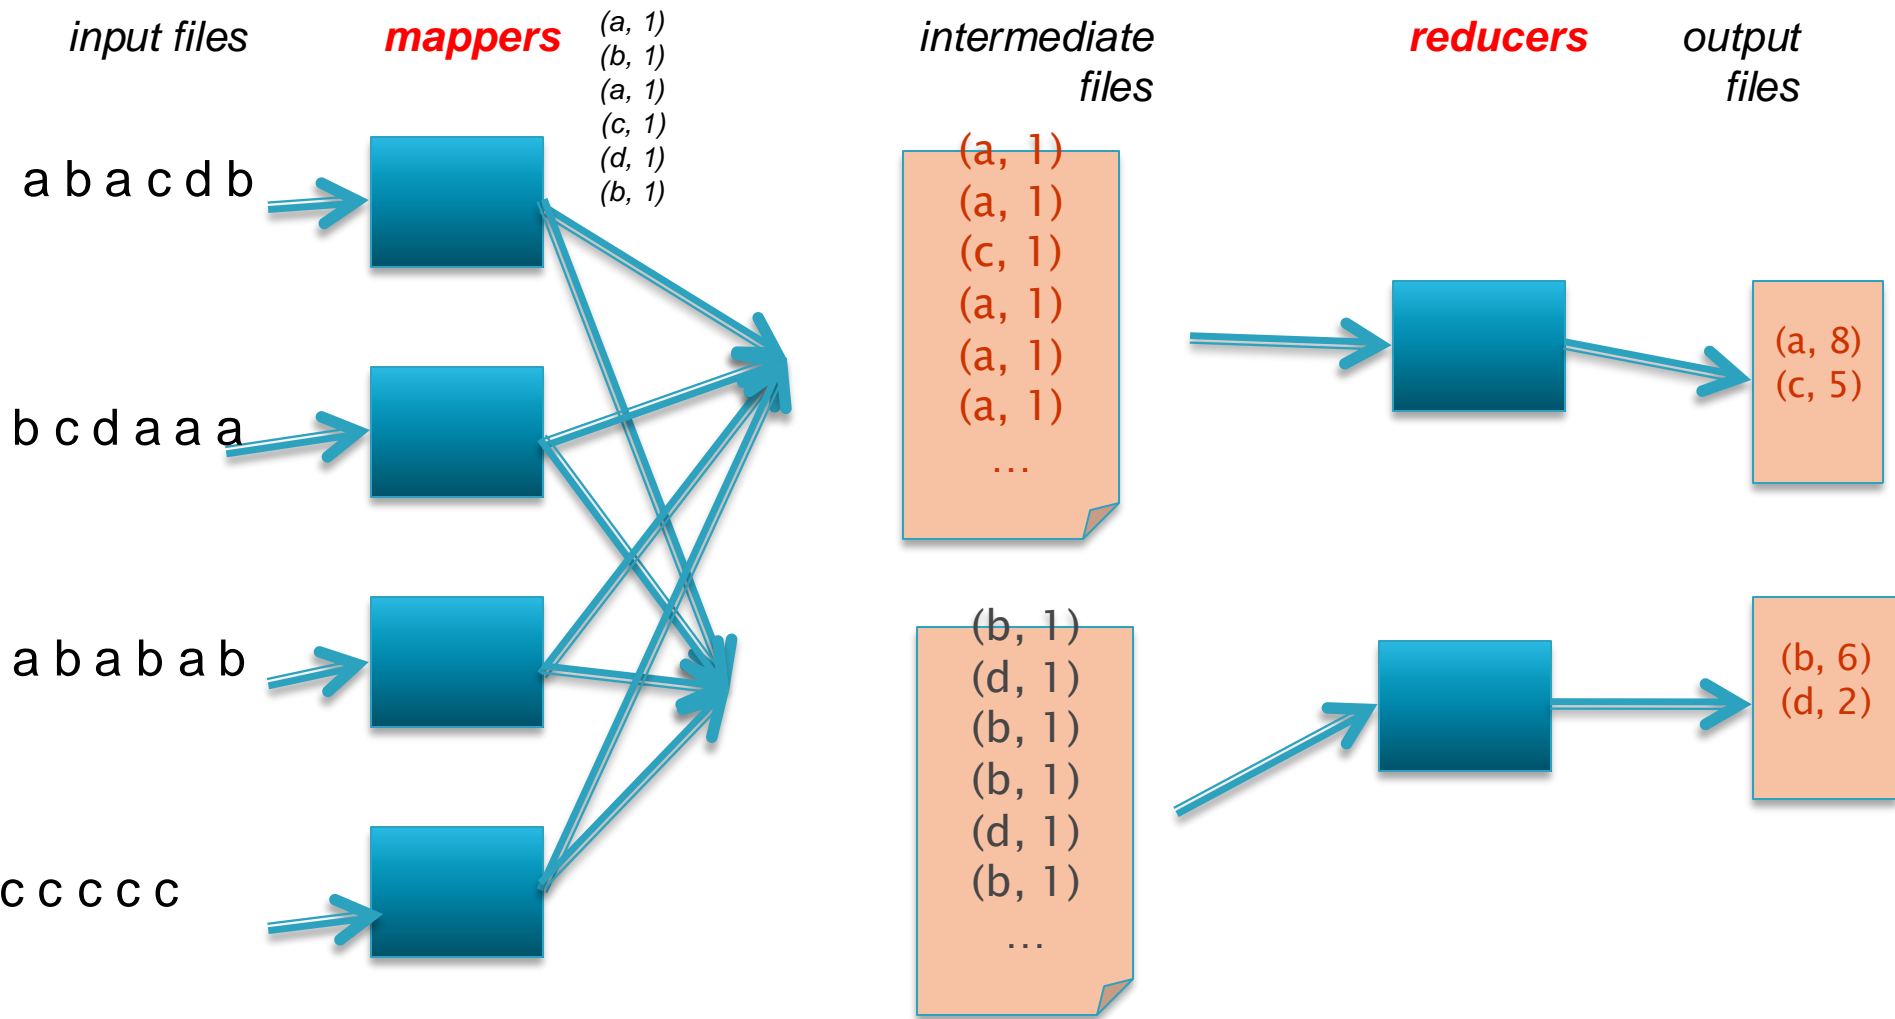 input files
mappers
(a, 1)
(b, 1)
(a, 1)
(c, 1)
(d, 1)
(b, 1)
intermediate
files
reducers
output
files
a b a c d b
b c d a a a
a b a b a b
c c c c c
(a, 1)
(a, 1)
(c, 1)
(a, 1)
(a, 1)
(a, 1)
…
(b, 1)
(d, 1)
(b, 1)
(b, 1)
(d, 1)
(b, 1)
…
(a, 8)
(c, 5)
(b, 6)
(d, 2)